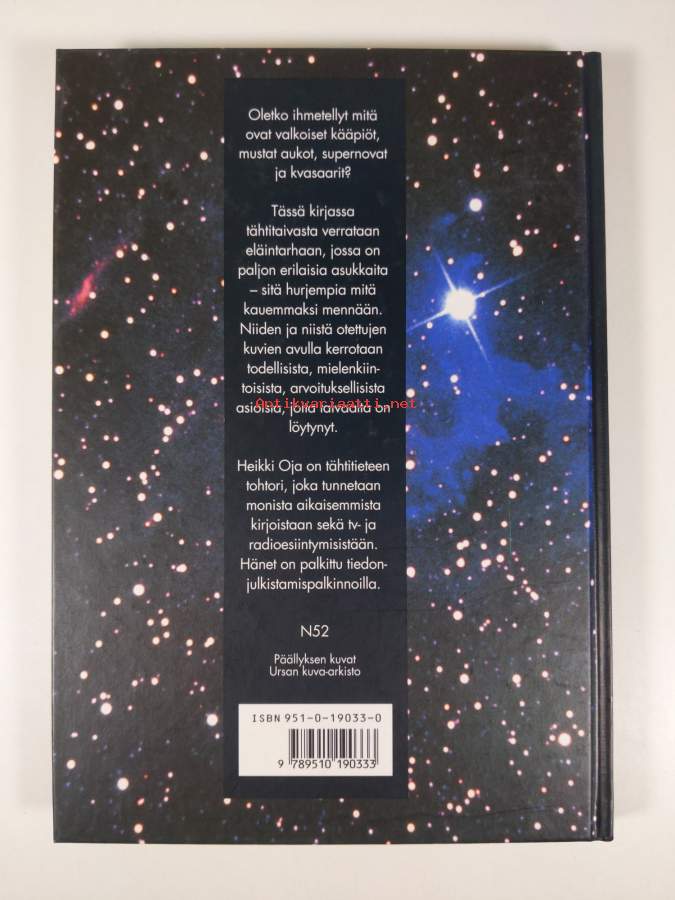 Oletko ihmetellyt mitä
ovat valkoiset kääpiöt,
mustat aukot, supernovat
ja kvasaarit?
Tässä kirjassa
tähtitaivasta verrataan
eläintarhaan, jossa on
paljon erilaisia asukkaita
– sitä hurjempia mitä
kauemmaksi mennään.
Niiden ja niistä otettujen
kuvien avulla kerrotaan
todellisista, mielenkiin-
toisista, arvoituksellisista
Antikvariaatti.net
asioista, joita taivaalta on
löytynyt.
Heikki Oja on tähtitieteen
tohtori, joka tunnetaan
monista aikaisemmista
kirjoistaan sekä tv- ja
radioesiintymisistään.
Hänet on palkittu tiedon-
julkistamispalkinnoilla.
N52
Päällyksen kuvat
Ursan kuva-arkisto
ISBN 951-0-19033-0
9 789510 190333